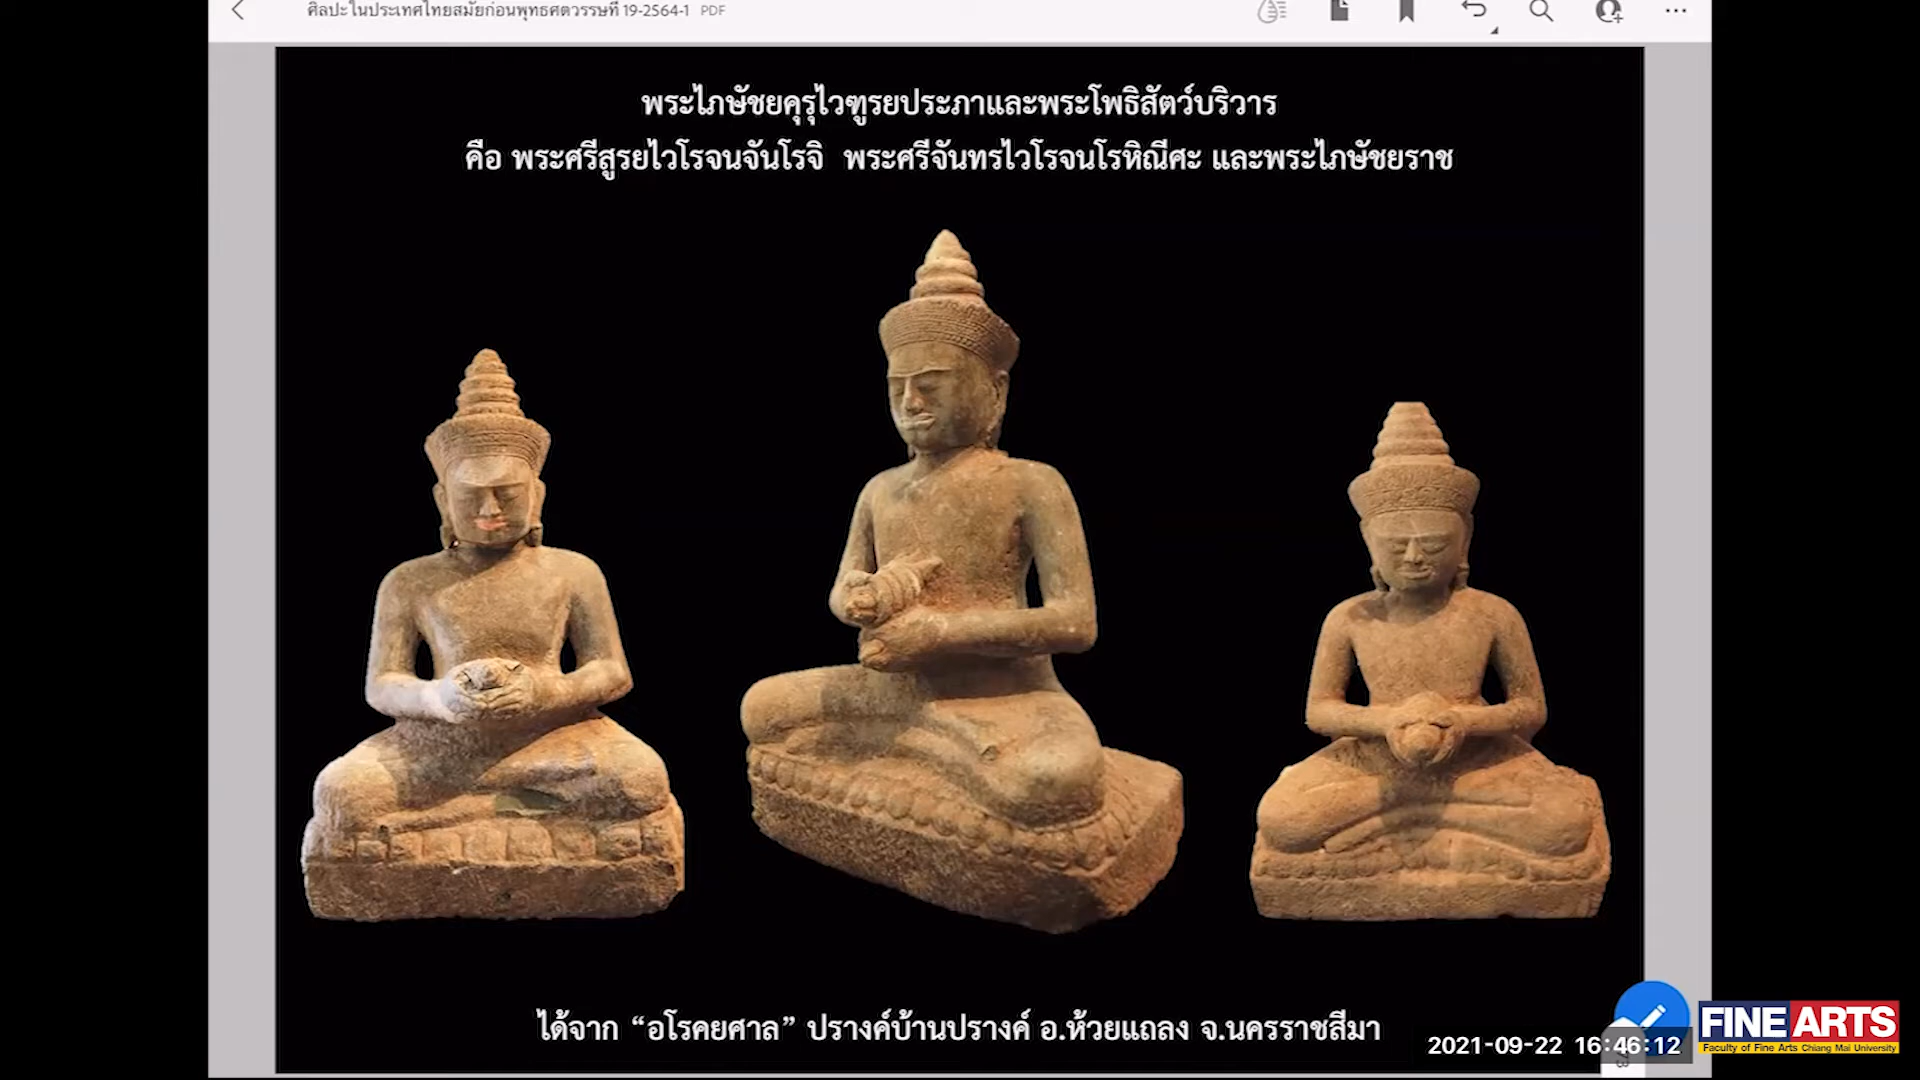 ศิลปะในประเทศไทยสมัยก่อนพุทธศตวรรษที่ 19-2564-1 PDF
พระไภษัชยคุรุไวฑูรยประภาและพระโพธิสัตว์บริวาร
คือ พระศรีสูรยไวโรจนจันโรจิ พระศรีจันทรไวโรจนโรหิณีศะ และพระไภษัชยราช
ได้จาก “อโรคยศาล” ปรางค์บ้านปรางค์ อ.ห้วยแถลง จ.นครราชสีมา
2021-09-22 16:46:12
FINE ARTS
Faculty of Fine Arts Chiang Mai University